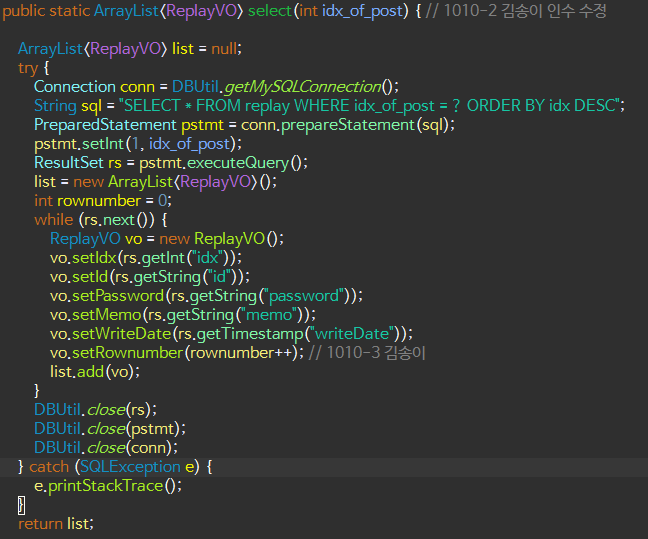 public static ArrayList<ReplayVO> select(int idx_of_post) { // 1010-2 김송이 인수 수정
ArrayList<ReplayVO> list = null;
try {
Connection conn = DBUtil.getMySQLConnection();
String sql = "SELECT * FROM replay WHERE idx_of_post = ? ORDER BY idx DESC";
PreparedStatement pstmt = conn.prepareStatement(sql);
pstmt.setInt(1, idx_of_post);
ResultSet rs = pstmt.executeQuery();
list = new ArrayList<ReplayVO>();
int rownumber = 0;
while (rs.next()) {
ReplayVO vo = new ReplayVO();
vo.setIdx(rs.getInt("idx"));
vo.setId(rs.getString("id"));
vo.setPassword(rs.getString("password"));
vo.setMemo(rs.getString("memo"));
vo.setWriteDate(rs.getTimestamp("writeDate"));
vo.setRownumber(rownumber++); // 1010-3 김송이
list.add(vo);
}
DBUtil.close(rs);
DBUtil.close(pstmt);
DBUtil.close(conn);
} catch (SQLException e) {
e.printStackTrace();
}
return list;